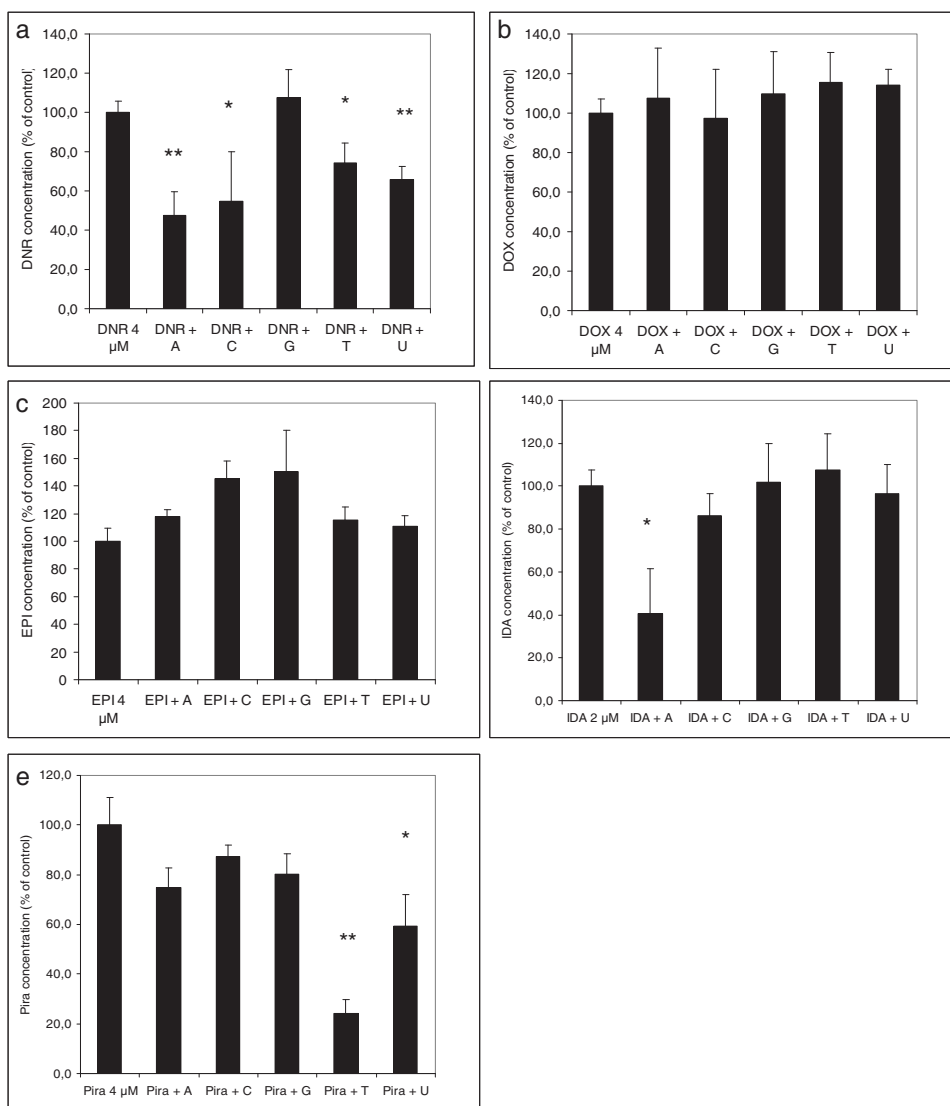 a
DNR concentration (% of control)
140,0
120,0
100,0
80,0
60,0
40,0
20,0
0,0
*
*
**
**
DNR 4 µM
DNR + A
DNR + C
DNR + G
DNR + T
DNR + U
b
DOX concentration (% of control)
140,0
120,0
100,0
80,0
60,0
40,0
20,0
0,0
DOX 4 µM
DOX + A
DOX + C
DOX + G
DOX + T
DOX + U
c
EPI concentration (% of control)
200
180
160
140
120
100
80
60
40
20
0
EPI 4 µM
EPI + A
EPI + C
EPI + G
EPI + T
EPI + U
IDA concentration (% of control)
140,0
120,0
100,0
80,0
60,0
40,0
20,0
0,0
*
IDA 2 µM
IDA + A
IDA + C
IDA + G
IDA + T
IDA + U
e
Pira concentration (% of control)
120,0
100,0
80,0
60,0
40,0
20,0
0,0
*
**
Pira 4 µM
Pira + A
Pira + C
Pira + G
Pira + T
Pira + U